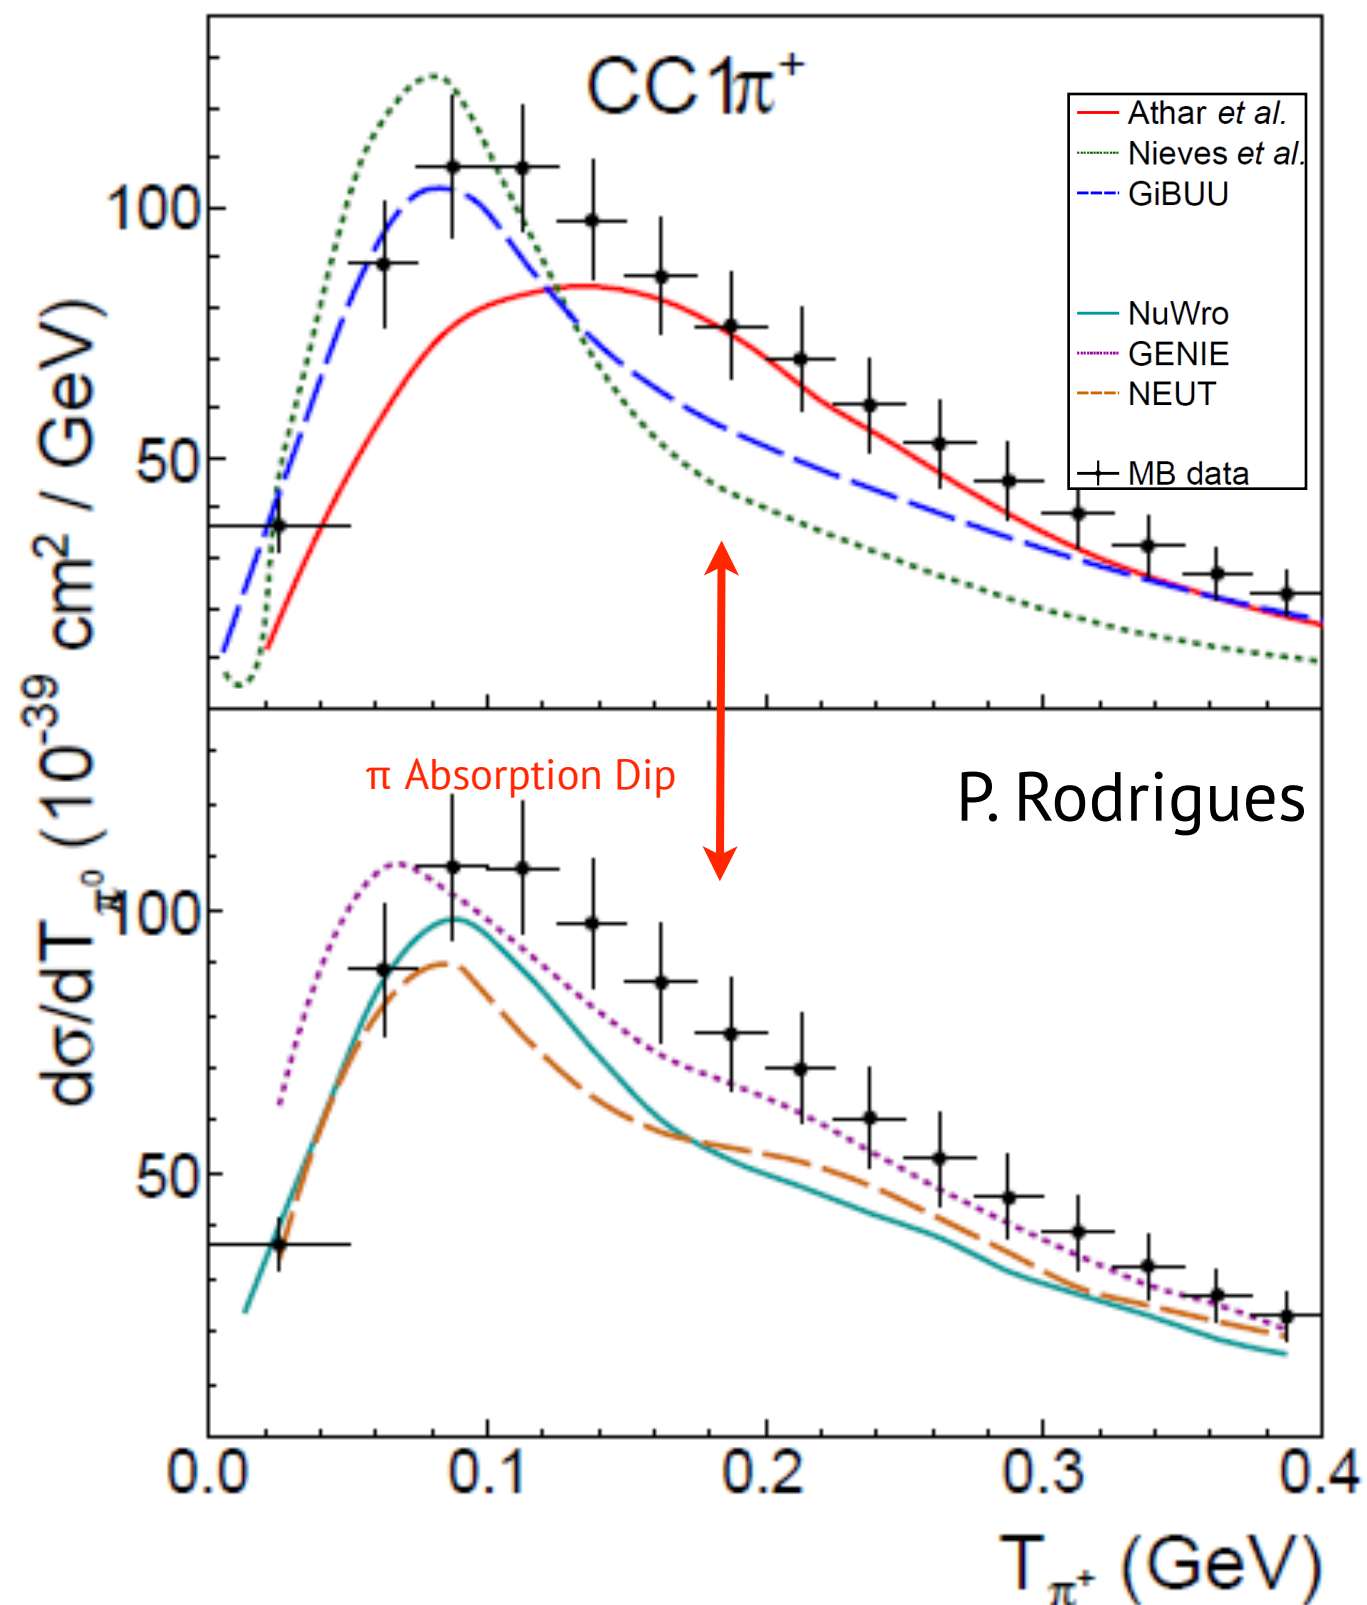 CC1π⁺
Athar et al.
Nieves et al.
GiBUU
NuWro
GENIE
NEUT
MB data
100
50
dσ/dT_π⁰ (10⁻³⁹ cm² / GeV)
π Absorption Dip
P. Rodrigues
100
50
0.0 0.1 0.2 0.3 0.4
T_π⁺ (GeV)